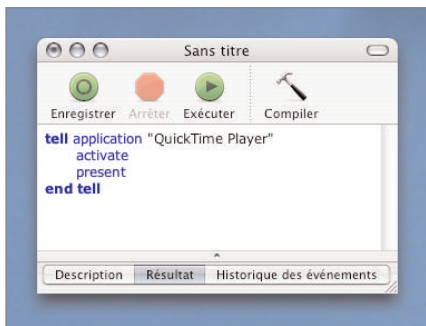 Sans titre
Enregistrer Arrêter Exécuter Compiler
tell application "QuickTime Player"
activate
present
end tell
Description Résultat Historique des événements